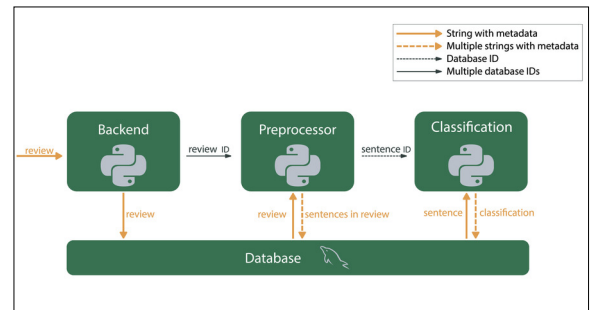 String with metadata
Multiple strings with metadata
Database ID
Multiple database IDs
Backend
Preprocessor
Classification
review
review ID
sentence ID
review
review
sentences in review
sentence
classification
Database